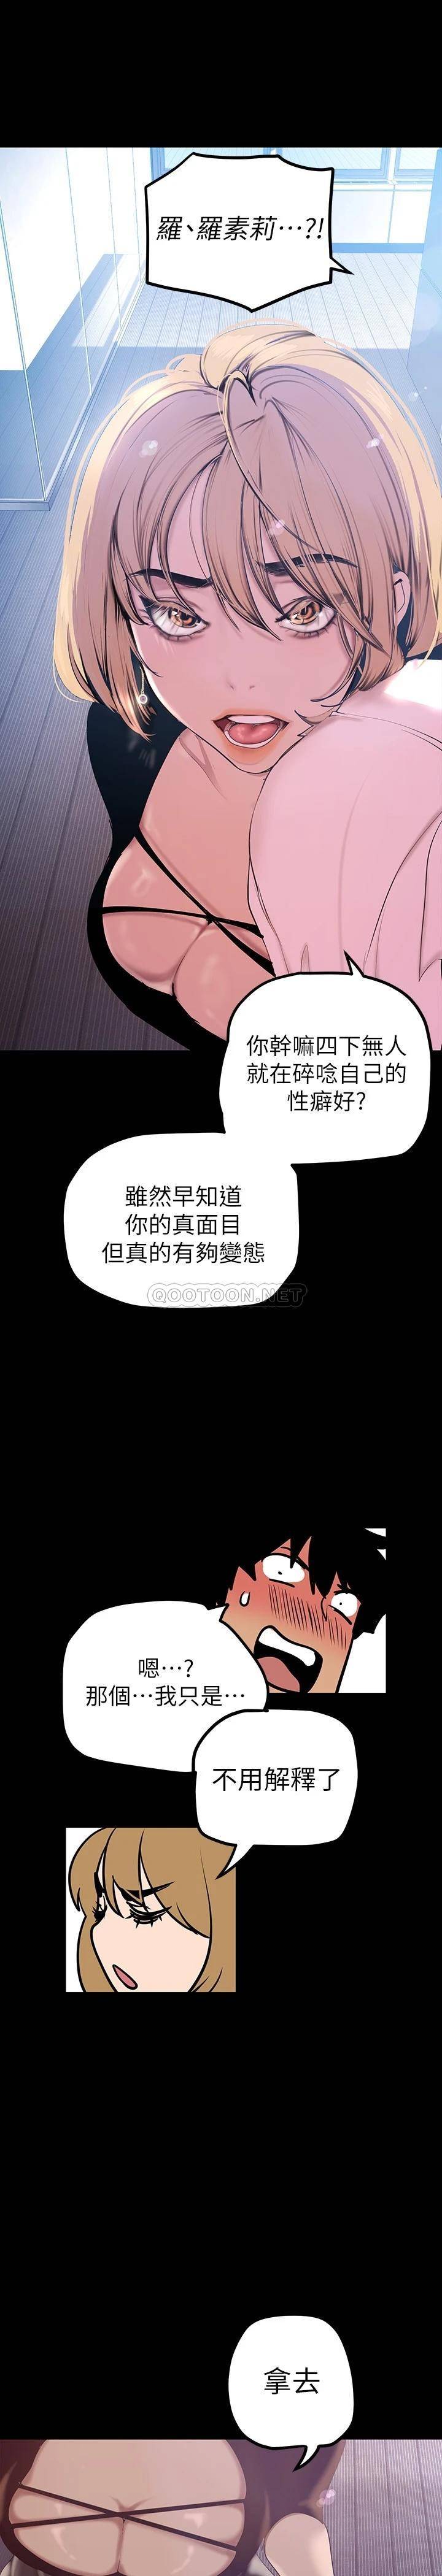 羅、羅素莉…?!
你幹嘛四下無人
就在碎唸自己的
性癖好?
雖然早知道
你的真面目
但真的有夠變態
QOOTOON.NET
嗯…?
那個…我只是…
不用解釋了
拿去